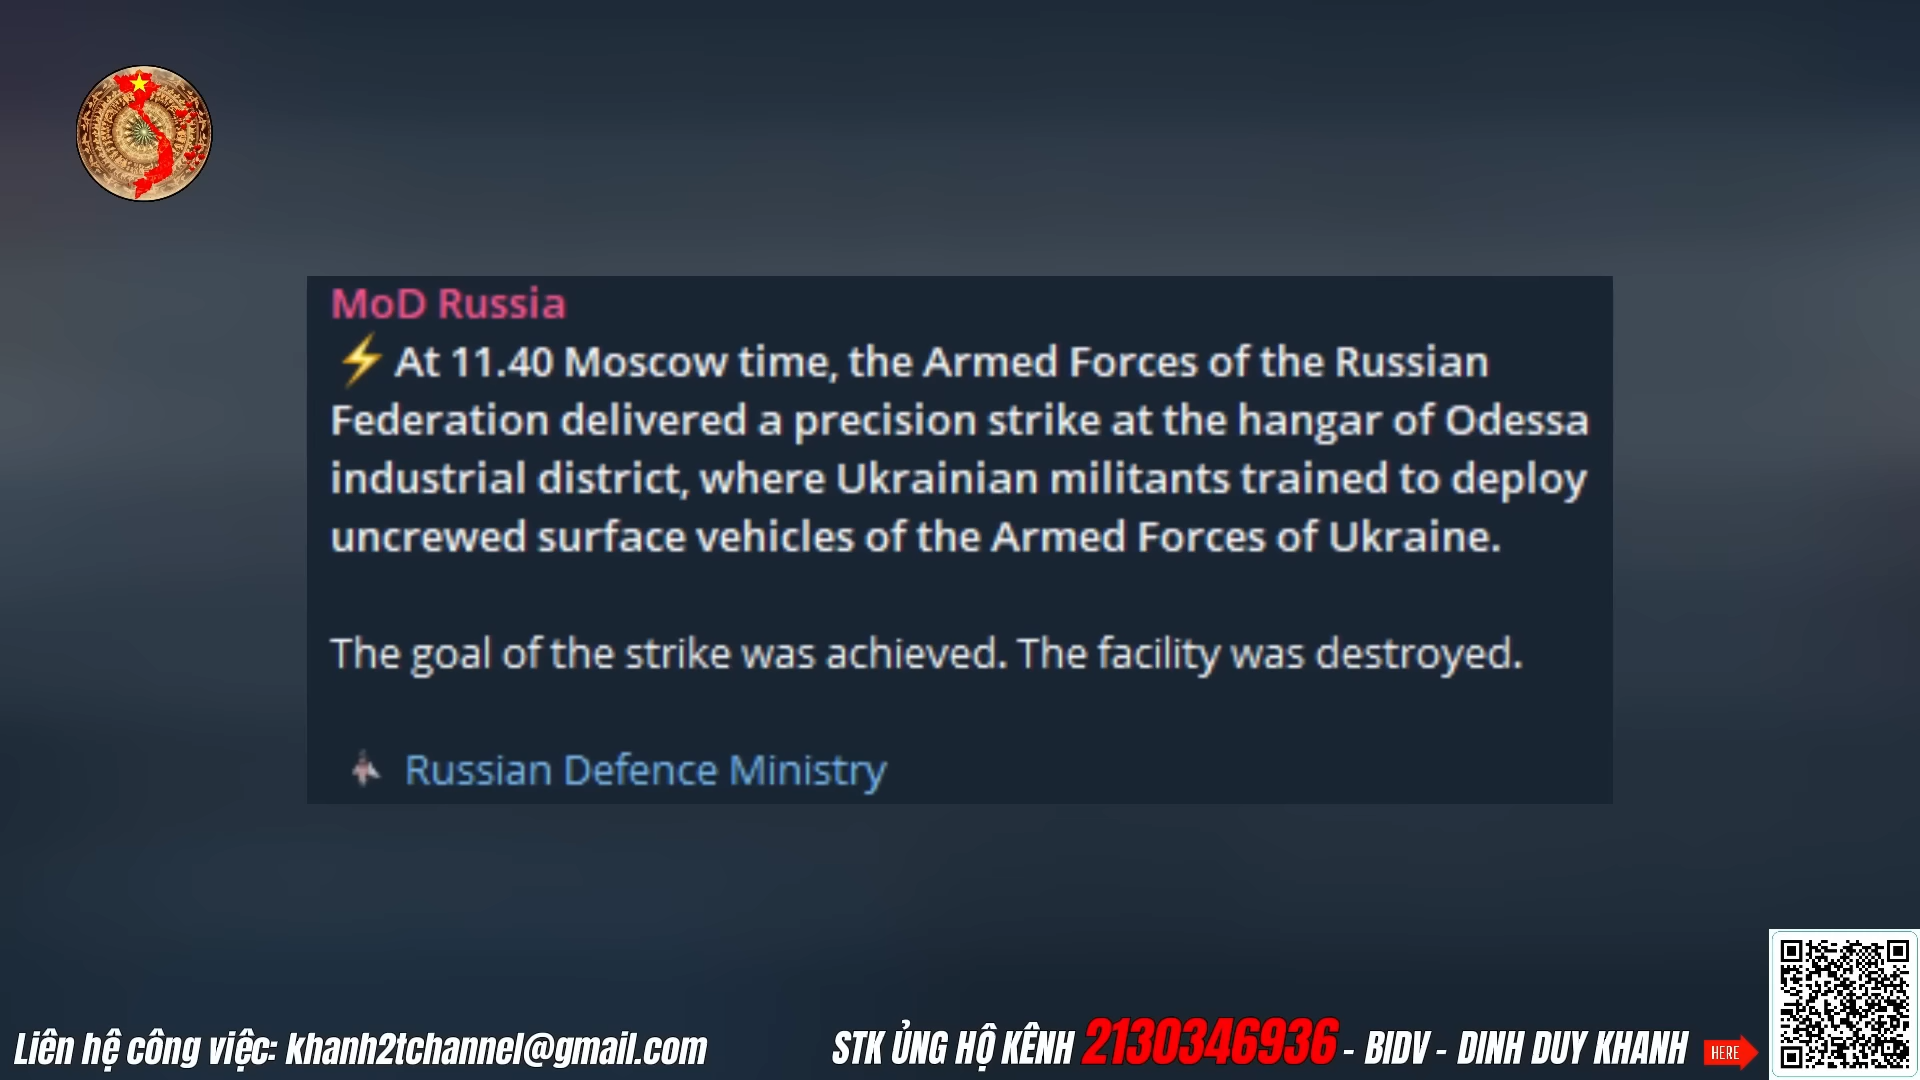 MoD Russia
⚡ At 11.40 Moscow time, the Armed Forces of the Russian
Federation delivered a precision strike at the hangar of Odessa
industrial district, where Ukrainian militants trained to deploy
uncrewed surface vehicles of the Armed Forces of Ukraine.
The goal of the strike was achieved. The facility was destroyed.
Russian Defence Ministry
Liên hệ công việc: khanh2tchannel@gmail.com
STK ỦNG HỘ KÊNH 2130346936 - BIDV - DINH DUY KHANH
HERE